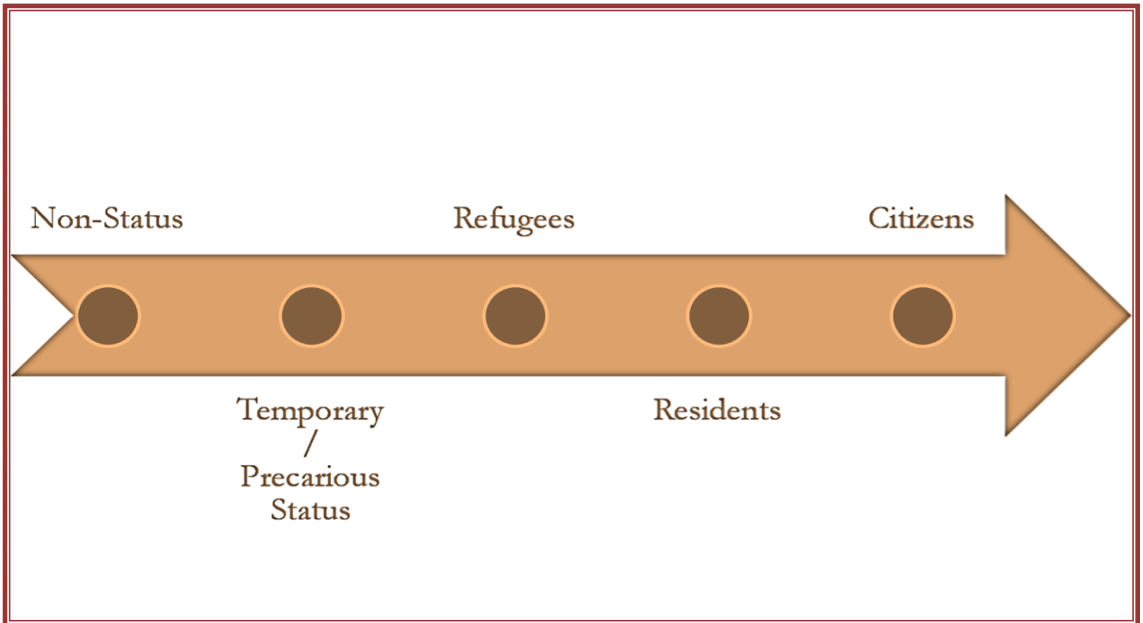 Non-Status
Refugees
Citizens
Temporary
/
Precarious
Status
Residents